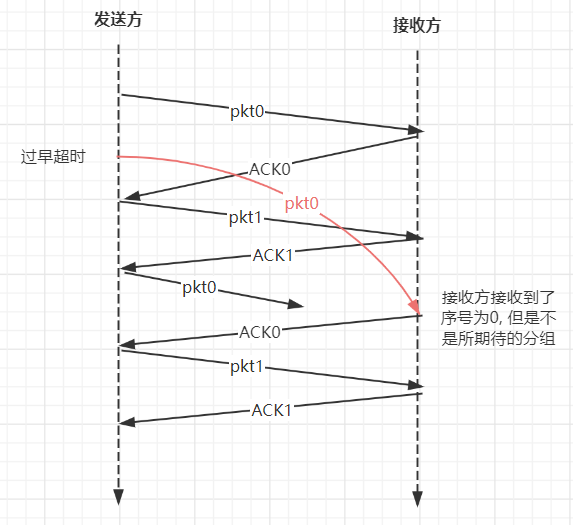 发送方
接收方
pkt0
过早超时
ACK0
pkt0
pkt1
ACK1
pkt0
接收方接收到了
序号为0, 但是不
是所期待的分组
ACK0
pkt1
ACK1